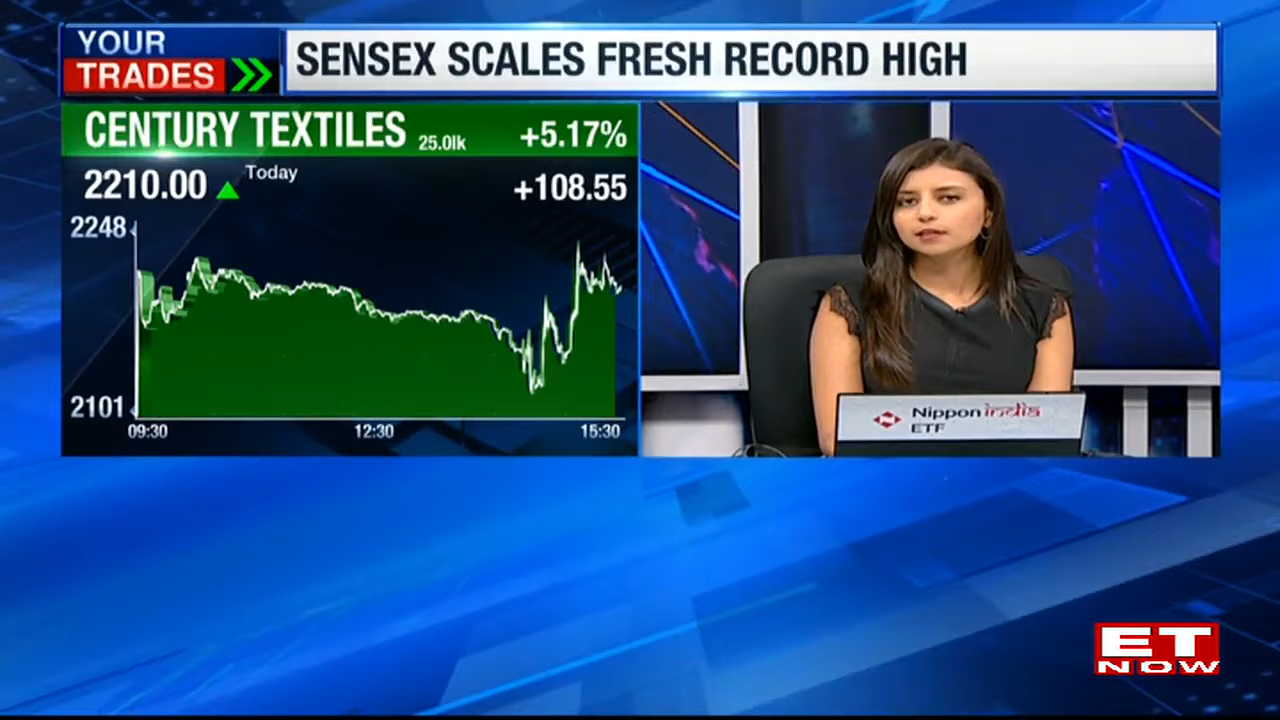 YOUR
TRADES
SENSEX SCALES FRESH RECORD HIGH
CENTURY TEXTILES 25.0lk +5.17%
2210.00 Today +108.55
2248
2101
09:30 12:30 15:30
Nippon india
ETF
ET
NOW